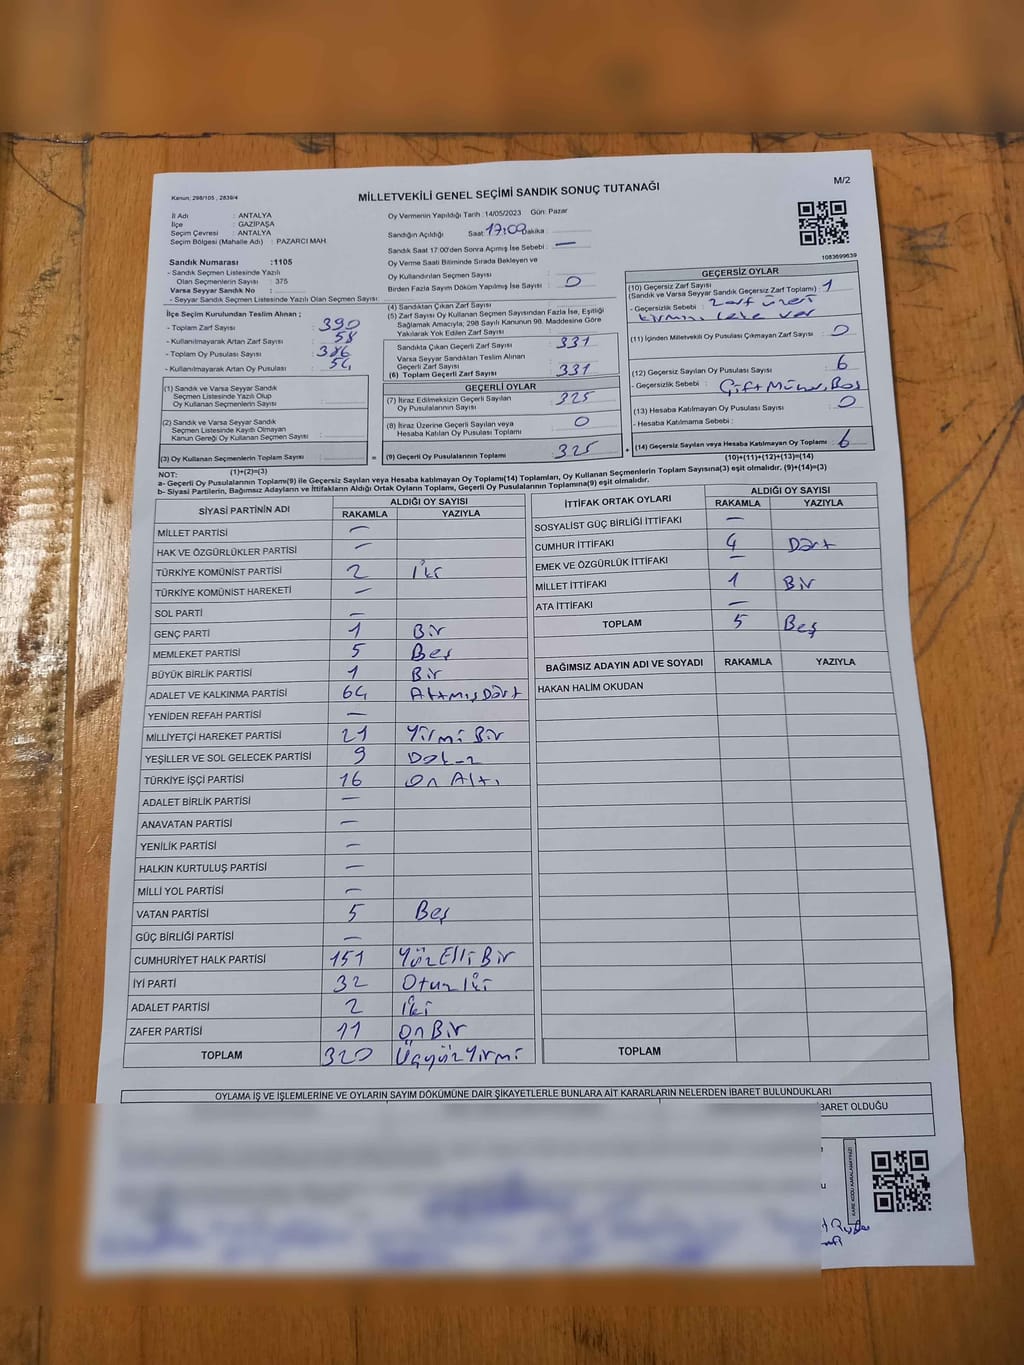 M/2
MİLLETVEKİLİ GENEL SEÇİMİ SANDIK SONUÇ TUTANAĞI
Kanun; 298/105 , 2839/4
İl Adı : ANTALYA
İlçe : GAZİPAŞA
Seçim Çevresi : ANTALYA
Seçim Bölgesi (Mahalle Adı) : PAZARCI MAH.
Sandık Numarası :1105
- Sandık Seçmen Listesinde Yazılı
Olan Seçmenlerin Sayısı : 375
Varsa Seyyar Sandık No :
- Seyyar Sandık Seçmen Listesinde Yazılı Olan Seçmen Sayısı:
Oy Vermenin Yapıldığı Tarih :14/05/2023 Gün: Pazar
Sandığın Açıldığı Saat 17:09 Dakika :
Sandık Saat 17:00'den Sonra Açımış İse Sebebi : —
Oy Verme Saati Bitiminde Sırada Bekleyen ve
Oy Kullandırılan Seçmen Sayısı
Birden Fazla Sayım Döküm Yapılmış İse Sayısı : 0
1083699639
İlçe Seçim Kurulundan Teslim Alınan ;
- Toplam Zarf Sayısı : 390
- Kullanılmayarak Artan Zarf Sayısı : 58
- Toplam Oy Pusulası Sayısı : 386
- Kullanılmayarak Artan Oy Pusulası : 54
(1) Sandık ve Varsa Seyyar Sandık
Seçmen Listesinde Yazılı Olup
Oy Kullanan Seçmenlerin Sayısı :
(2) Sandık ve Varsa Seyyar Sandık
Seçmen Listesinde Kayıtlı Olmayan
Kanun Gereği Oy Kullanan Seçmen Sayısı :
(3) Oy Kullanan Seçmenlerin Toplam Sayısı :
(1)+(2)=(3)
(4) Sandıktan Çıkan Zarf Sayısı
(5) Zarf Sayısı Oy Kullanan Seçmen Sayısından Fazla İse, Eşitliği
Sağlamak Amacıyla; 298 Sayılı Kanunun 98. Maddesine Göre
Yakılarak Yok Edilen Zarf Sayısı :
Sandıkta Çıkan Geçerli Zarf Sayısı : 331
Varsa Seyyar Sandıktan Teslim Alınan
Geçerli Zarf Sayısı :
(6) Toplam Geçerli Zarf Sayısı : 331
GEÇERLİ OYLAR
(7) İtiraz Edilmeksizin Geçerli Sayılan
Oy Pusulalarının Sayısı : 325
(8) İtiraz Üzerine Geçerli Sayılan veya
Hesaba Katılan Oy Pusulası Toplamı : 0
= (9) Geçerli Oy Pusulalarının Toplamı : 325 +
GEÇERSİZ OYLAR
(10) Geçersiz Zarf Sayısı
(Sandık ve Varsa Seyyar Sandık Geçersiz Zarf Toplamı) : 1
- Geçersizlik Sebebi : Zarf üzeri
leke var
(11) İçinden Milletvekili Oy Pusulası Çıkmayan Zarf Sayısı : 0
(12) Geçersiz Sayılan Oy Pusulası Sayısı : 6
- Geçersizlik Sebebi : Çift Mühür, Boş
(13) Hesaba Katılmayan Oy Pusulası Sayısı : 0
- Hesaba Katılmama Sebebi :
(14) Geçersiz Sayılan veya Hesaba Katılmayan Oy Toplamı : 6
(10)+(11)+(12)+(13)=(14)
NOT:
a- Geçerli Oy Pusulalarının Toplamı(9) ile Geçersiz Sayılan veya Hesaba katılmayan Oy Toplamı(14) Toplamları, Oy Kullanan Seçmenlerin Toplam Sayısına(3) eşit olmalıdır. (9)+(14)=(3)
b- Siyasi Partilerin, Bağımsız Adayların ve İttifakların Aldığı Ortak Oyların Toplamı, Geçerli Oy Pusulalarının Toplamına(9) eşit olmalıdır.
SİYASİ PARTİNİN ADI ALDIĞI OY SAYISI
RAKAMLA YAZIYLA
MİLLET PARTİSİ —
HAK VE ÖZGÜRLÜKLER PARTİSİ —
TÜRKİYE KOMÜNİST PARTİSİ 2 İki
TÜRKİYE KOMÜNİST HAREKETİ —
SOL PARTİ —
GENÇ PARTİ 1 Bir
MEMLEKET PARTİSİ 5 Beş
BÜYÜK BİRLİK PARTİSİ 1 Bir
ADALET VE KALKINMA PARTİSİ 64 Altmış Dört
YENİDEN REFAH PARTİSİ —
MİLLİYETÇİ HAREKET PARTİSİ 21 Yirmi Bir
YEŞİLLER VE SOL GELECEK PARTİSİ 9 Dokuz
TÜRKİYE İŞÇİ PARTİSİ 16 On Altı
ADALET BİRLİK PARTİSİ —
ANAVATAN PARTİSİ —
YENİLİK PARTİSİ —
HALKIN KURTULUŞ PARTİSİ —
MİLLİ YOL PARTİSİ —
VATAN PARTİSİ 5 Beş
GÜÇ BİRLİĞİ PARTİSİ —
CUMHURİYET HALK PARTİSİ 151 Yüz Elli Bir
İYİ PARTİ 32 Otuz İki
ADALET PARTİSİ 2 İki
ZAFER PARTİSİ 11 On Bir
TOPLAM 320 Üçyüz Yirmi
İTTİFAK ORTAK OYLARI ALDIĞI OY SAYISI
RAKAMLA YAZIYLA
SOSYALİST GÜÇ BİRLİĞİ İTTİFAKI —
CUMHUR İTTİFAKI 4 Dört
EMEK VE ÖZGÜRLÜK İTTİFAKI —
MİLLET İTTİFAKI 1 Bir
ATA İTTİFAKI —
TOPLAM 5 Beş
BAĞIMSIZ ADAYIN ADI VE SOYADI RAKAMLA YAZIYLA
HAKAN HALİM OKUDAN
TOPLAM
OYLAMA İŞ VE İŞLEMLERİNE VE OYLARIN SAYIM DÖKÜMÜNE DAİR ŞİKAYETLERLE BUNLARA AİT KARARLARIN NELERDEN İBARET BULUNDUKLARI
İBARET OLDUĞU
KARE KODU KARALAMAYINIZ!